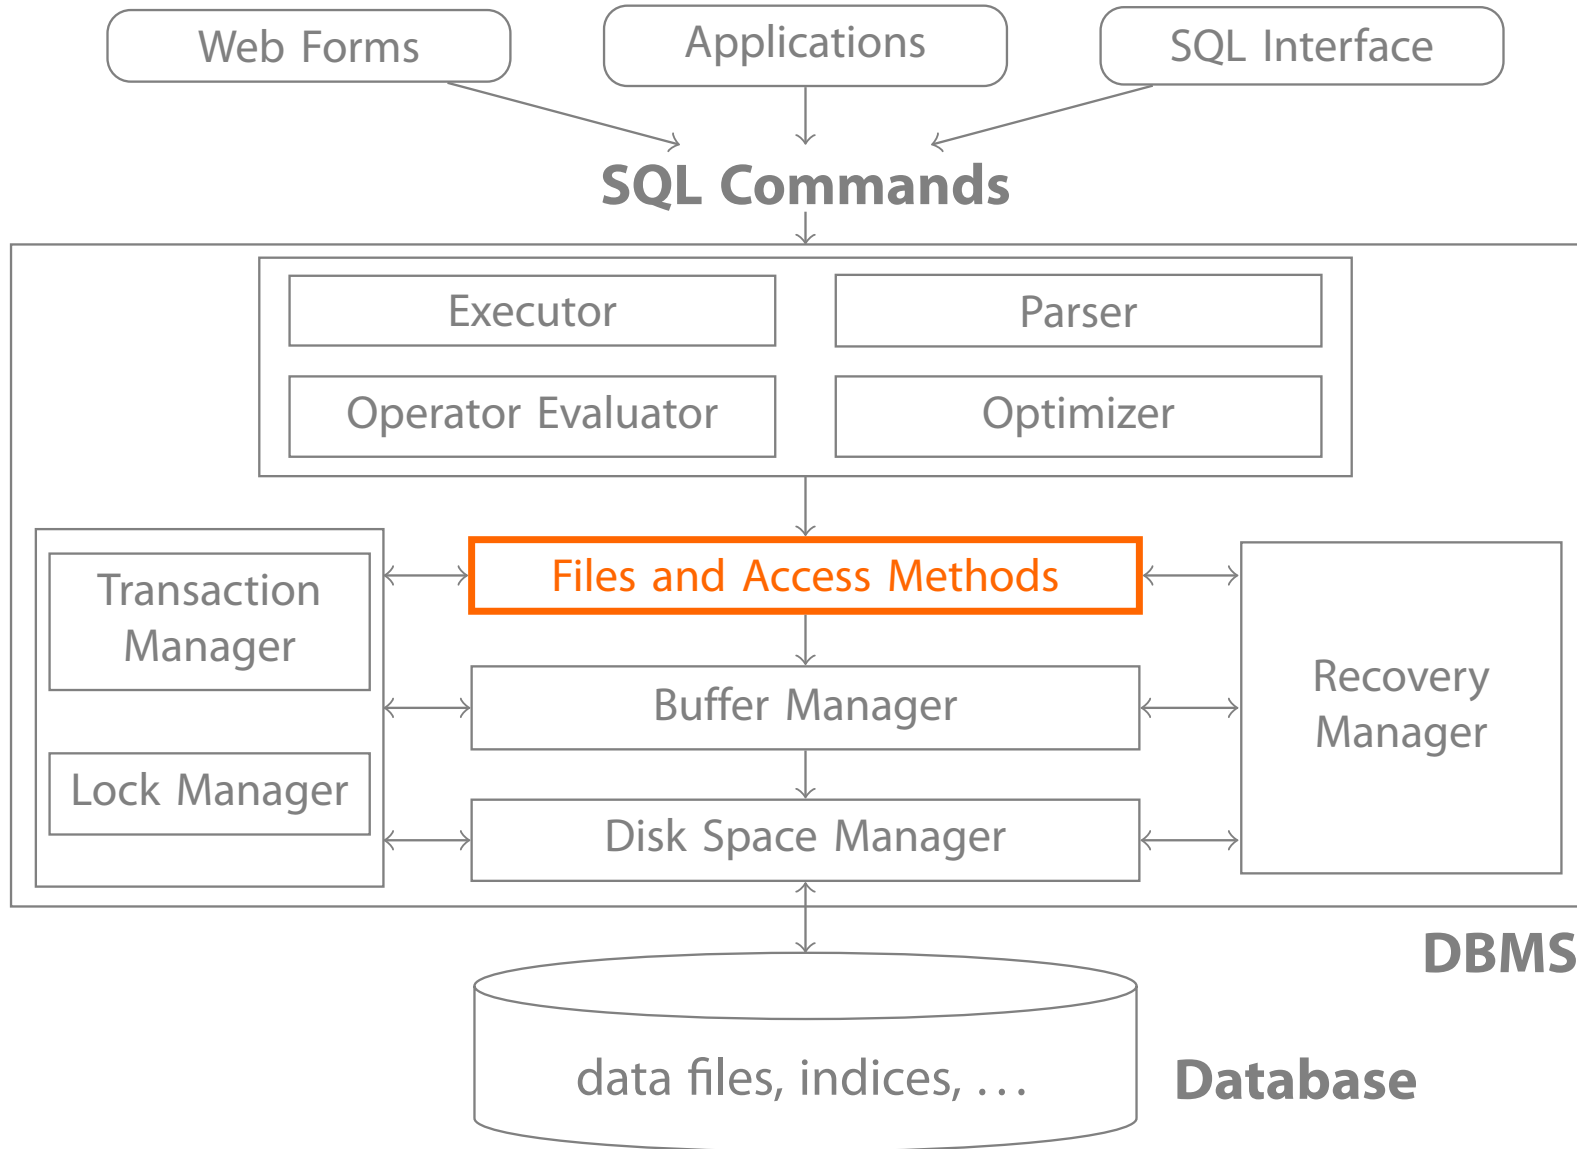 Web Forms
Applications
SQL Interface
SQL Commands
Executor
Parser
Operator Evaluator
Optimizer
Transaction
Manager
Lock Manager
Files and Access Methods
Buffer Manager
Disk Space Manager
Recovery
Manager
DBMS
data files, indices, …
Database